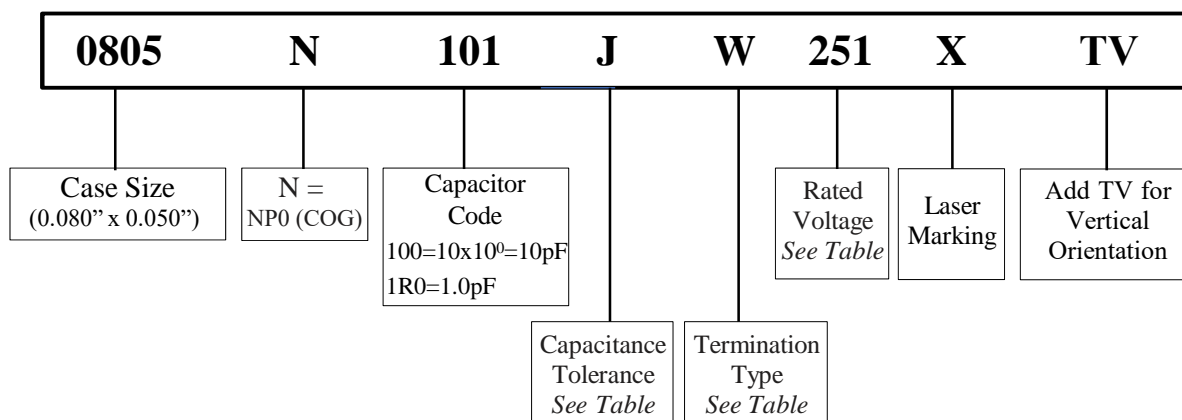 0805 N 101 J W 251 X TV
Case Size
(0.080” x 0.050”)
N =
NP0 (COG)
Capacitor
Code
100=10x10⁰=10pF
1R0=1.0pF
Capacitance
Tolerance
See Table
Termination
Type
See Table
Rated
Voltage
See Table
Laser
Marking
Add TV for
Vertical
Orientation